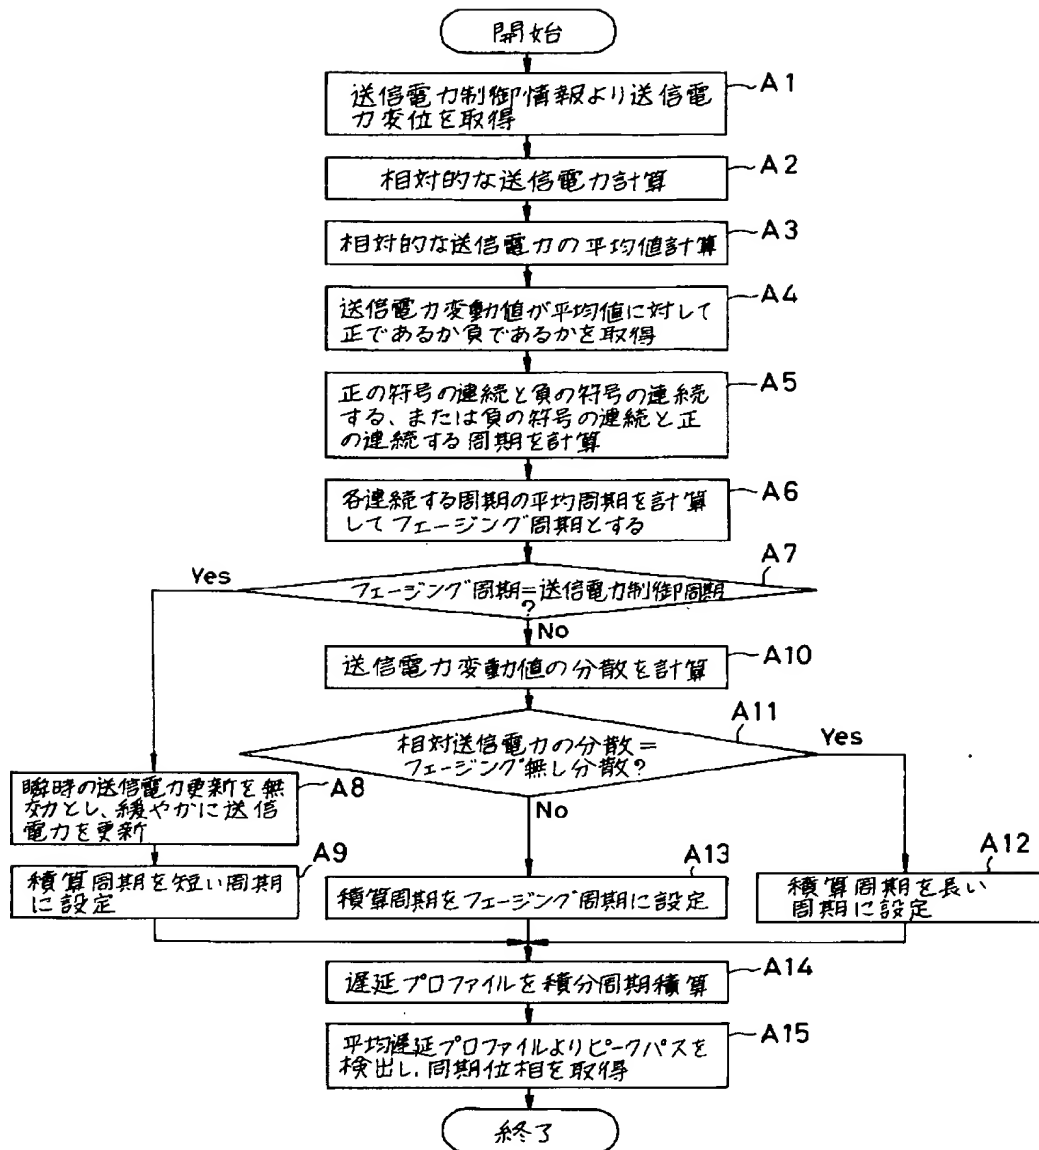 開始
送信電力制御情報より送信電
力変位を取得
A1
相対的な送信電力計算
A2
相対的な送信電力の平均値計算
A3
送信電力変動値が平均値に対して
正であるか負であるかを取得
A4
正の符号の連続と負の符号の連続
する、または負の符号の連続と正
の連続する周期を計算
A5
各連続する周期の平均周期を計算
してフェージング周期とする
A6
A7
Yes
フェージング周期=送信電力制御周期
?
No
送信電力変動値の分散を計算
A10
A11
相対送信電力の分散=
フェージング無し分散?
Yes
No
瞬時の送信電力更新を無
効とし、緩やかに送信
電力を更新
A8
積算周期を短い周期
に設定
A9
積算周期をフェージング周期に設定
A13
積算周期を長い
周期に設定
A12
遅延プロファイルを積分周期積算
A14
平均遅延プロファイルよりピークパスを
検出し、同期位相を取得
A15
終了